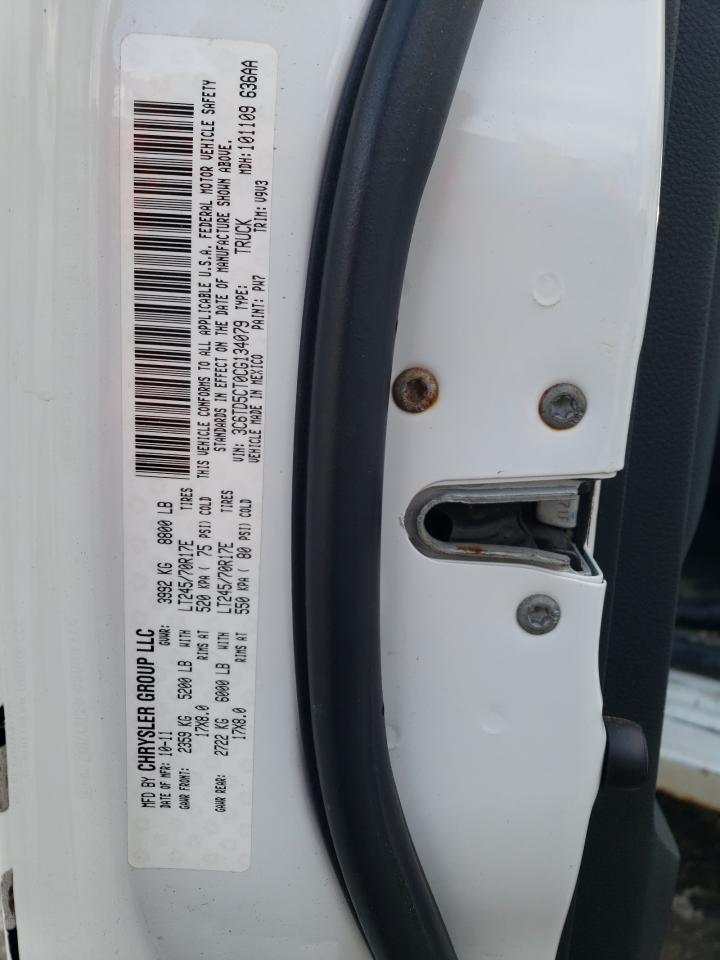 MFD BY CHRYSLER GROUP LLC
DATE OF MFR: 10-11 GVWR: 3992 KG 8800 LB
GAWR FRONT: 2359 KG 5200 LB WITH LT245/70R17E TIRES
17X8.0 RIMS AT 520 KPA ( 75 PSI) COLD
GAWR REAR: 2722 KG 6000 LB WITH LT245/70R17E TIRES
17X8.0 RIMS AT 550 KPA ( 80 PSI) COLD
THIS VEHICLE CONFORMS TO ALL APPLICABLE U.S.A. FEDERAL MOTOR VEHICLE SAFETY
STANDARDS IN EFFECT ON THE DATE OF MANUFACTURE SHOWN ABOVE.
VIN: 3C6TD5CT0CG134079 TYPE: TRUCK MDH: 101109 636AA
VEHICLE MADE IN MEXICO PAINT: PW7 TRIM: V9V3